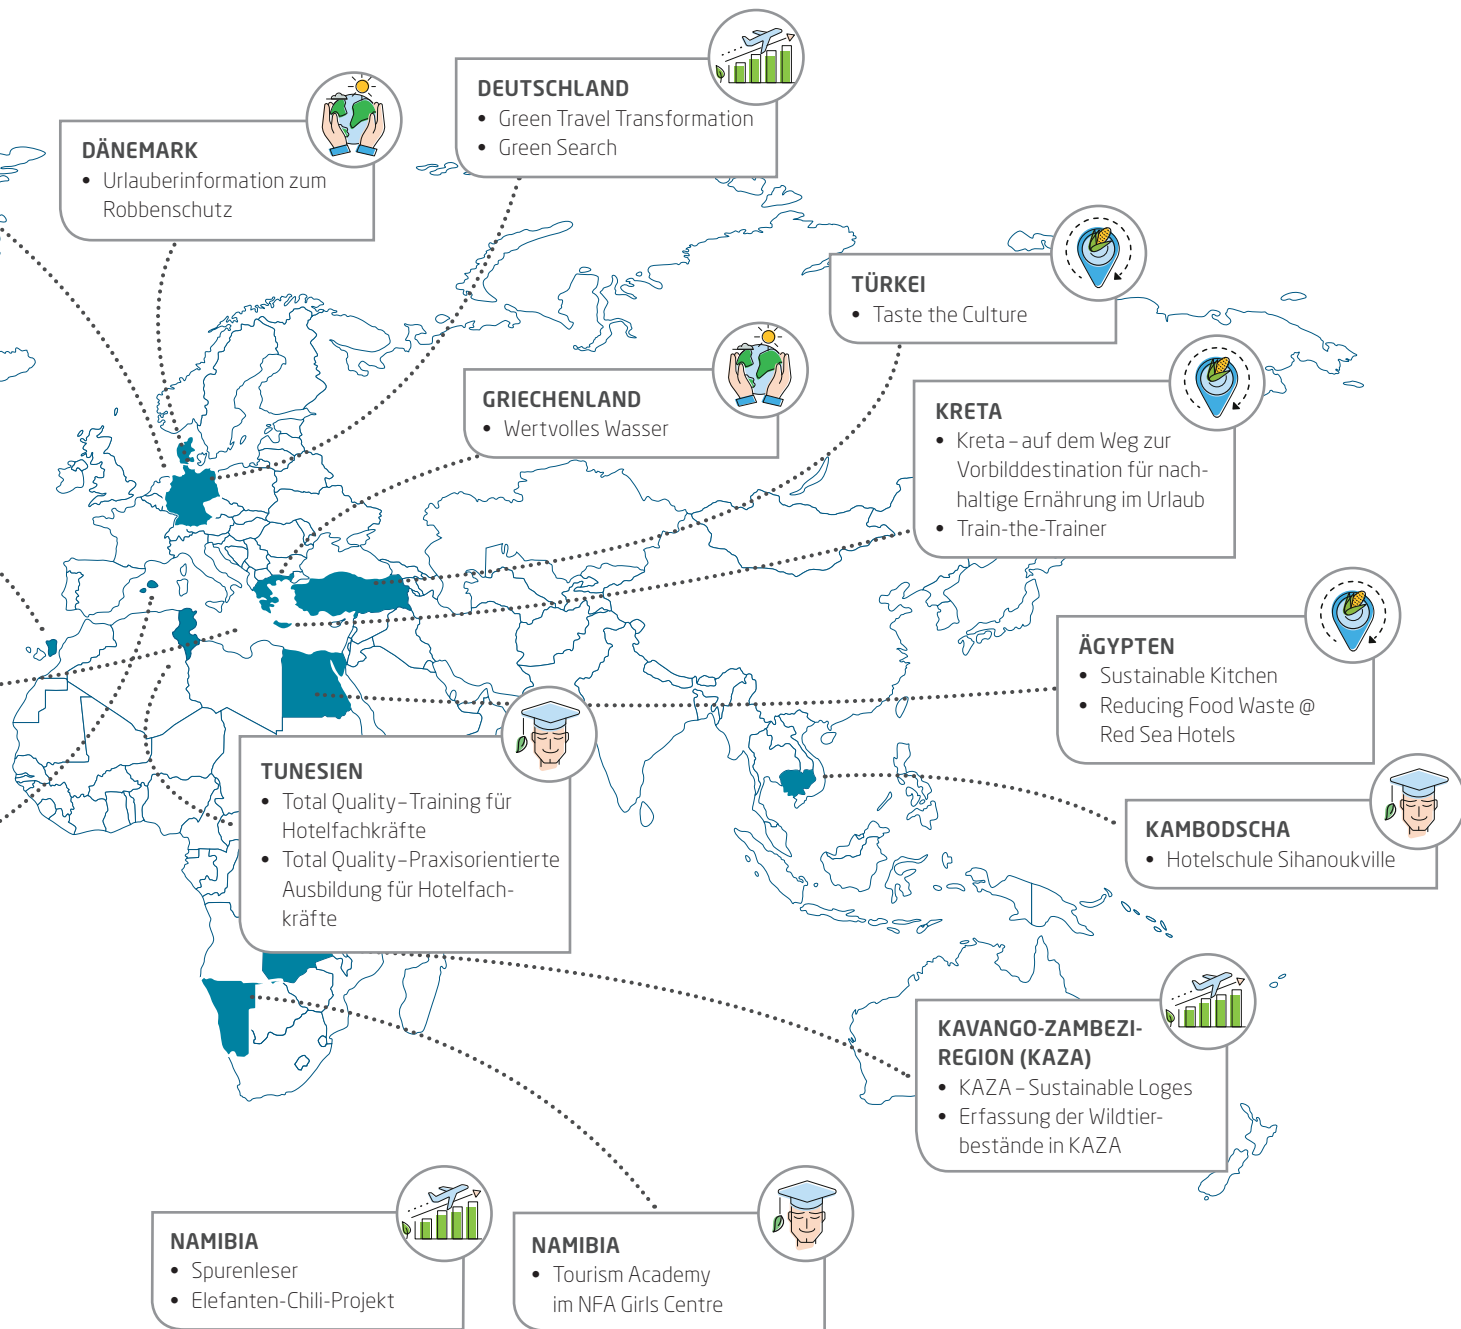 DEUTSCHLAND
• Green Travel Transformation
• Green Search
DÄNEMARK
• Urlauberinformation zum
Robbenschutz
TÜRKEI
• Taste the Culture
GRIECHENLAND
• Wertvolles Wasser
KRETA
• Kreta – auf dem Weg zur
Vorbilddestination für nach-
haltige Ernährung im Urlaub
• Train-the-Trainer
ÄGYPTEN
• Sustainable Kitchen
• Reducing Food Waste @
Red Sea Hotels
TUNESIEN
• Total Quality – Training für
Hotelfachkräfte
• Total Quality – Praxisorientierte
Ausbildung für Hotelfach-
kräfte
KAMBODSCHA
• Hotelschule Sihanoukville
KAVANGO-ZAMBEZI-
REGION (KAZA)
• KAZA – Sustainable Loges
• Erfassung der Wildtier-
bestände in KAZA
NAMIBIA
• Spurenleser
• Elefanten-Chili-Projekt
NAMIBIA
• Tourism Academy
im NFA Girls Centre